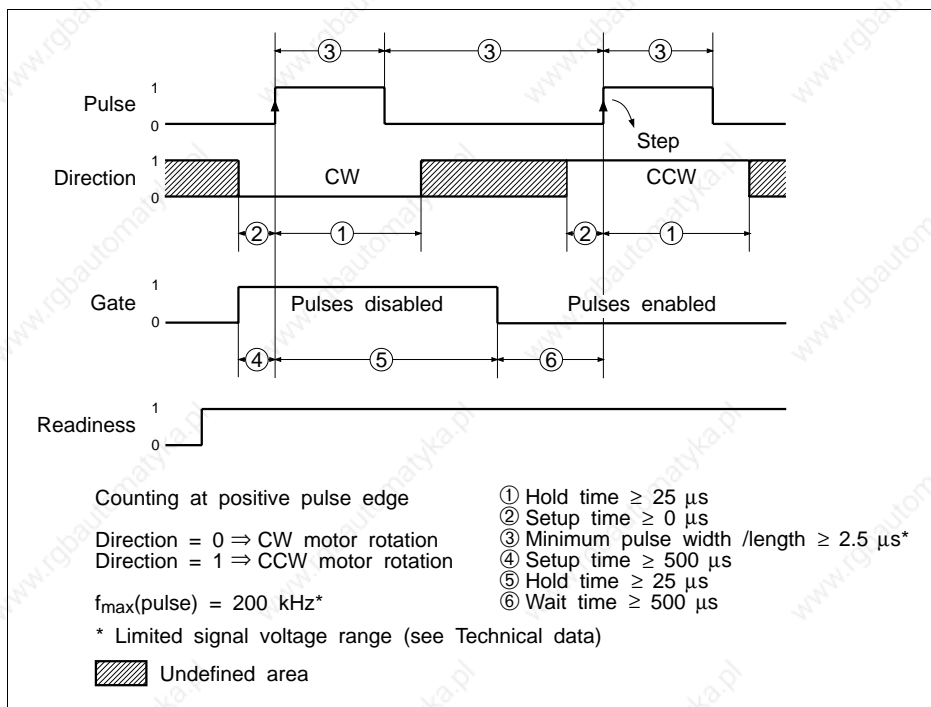 ③ ③ ③
Pulse 1 0
Step
Direction 1 0 CW CCW
② ① ② ①
Gate 1 0 Pulses disabled Pulses enabled
④ ⑤ ⑥
Readiness 1 0
Counting at positive pulse edge
Direction = 0 ⇒ CW motor rotation
Direction = 1 ⇒ CCW motor rotation
fmax(pulse) = 200 kHz*
* Limited signal voltage range (see Technical data)
Undefined area
① Hold time ≥ 25 µs
② Setup time ≥ 0 µs
③ Minimum pulse width /length ≥ 2.5 µs*
④ Setup time ≥ 500 µs
⑤ Hold time ≥ 25 µs
⑥ Wait time ≥ 500 µs
www.rgbautomatyka.pl